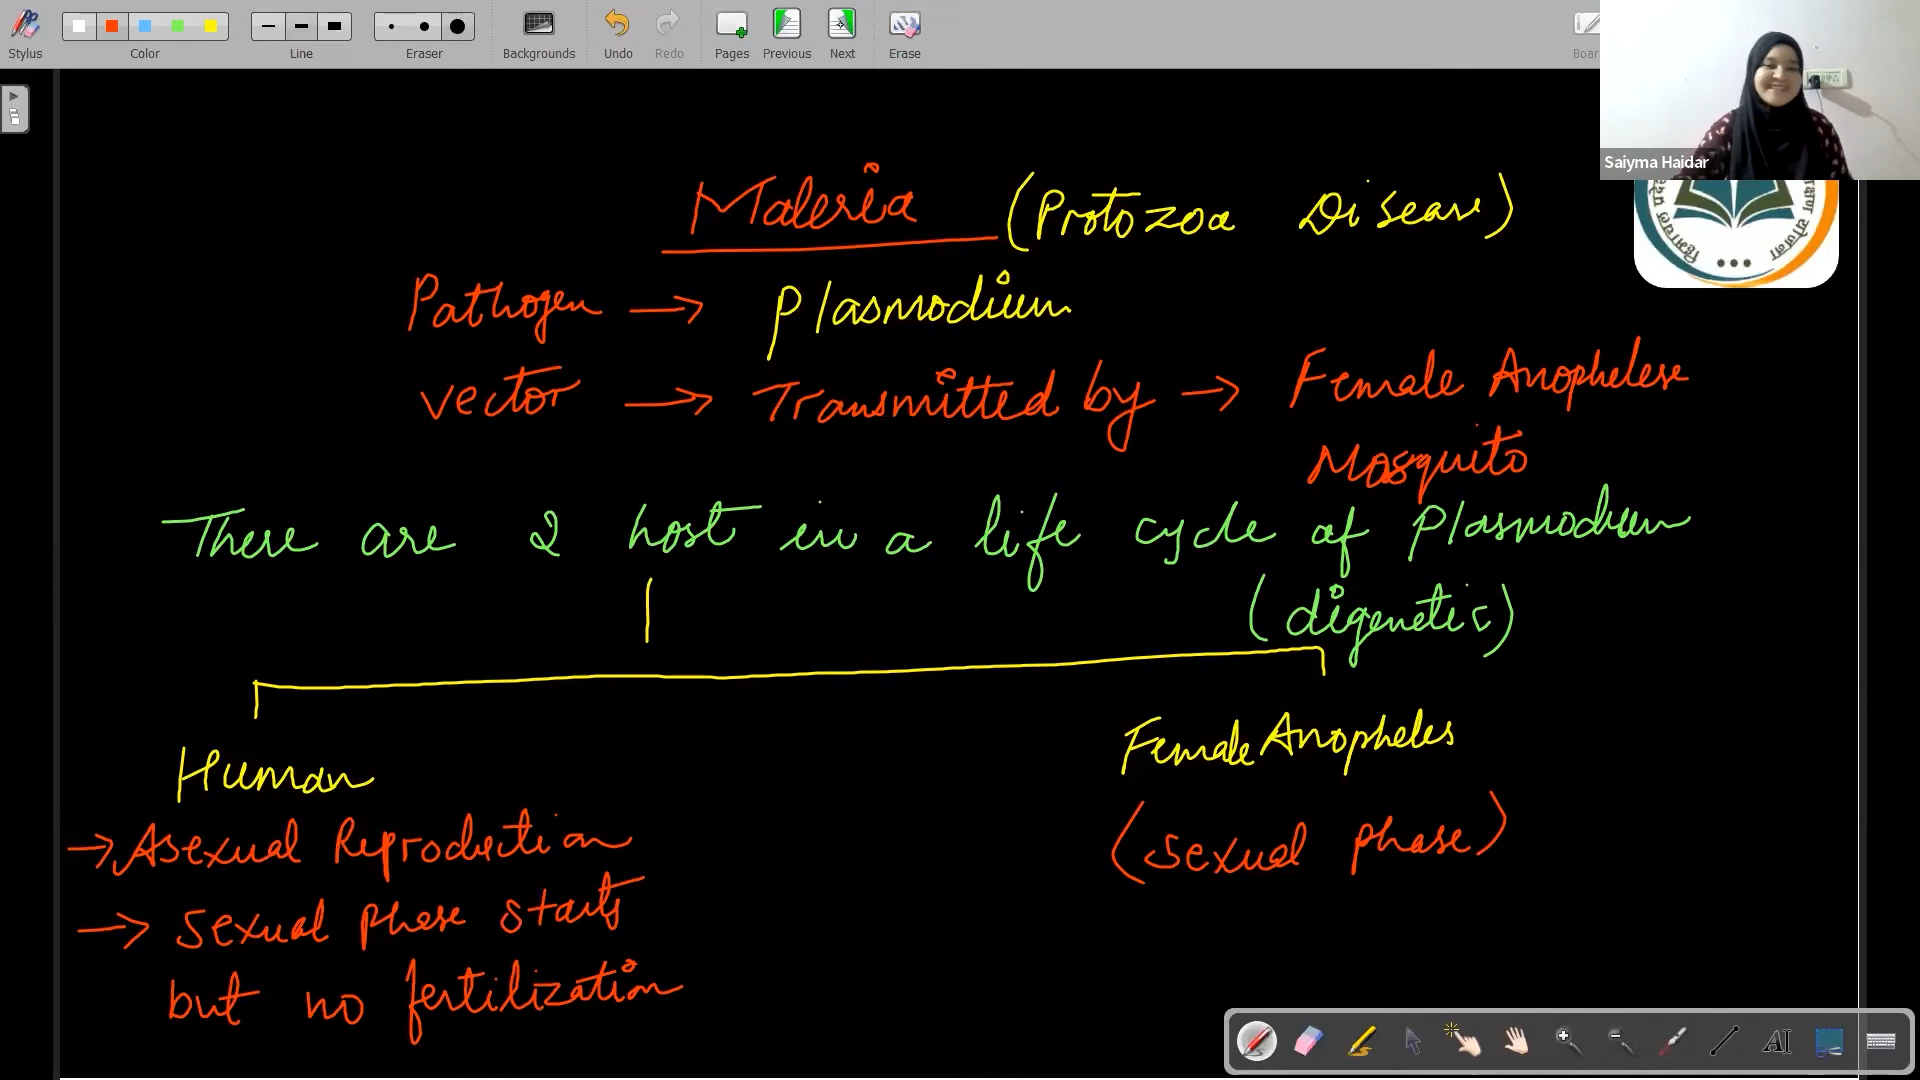 Stylus
Color
Line
Eraser
Backgrounds
Undo
Redo
Pages
Previous
Next
Erase
Boar
Saiyma Haidar
Maleria (Protozoa Disease)
Pathogen → Plasmodium
vector → Transmitted by → Female Anophelese
Mosquito
There are 2 host in a life cycle of Plasmodium
(digenetic)
Human
Female Anopheles
→ Asexual Reproduction
(sexual phase)
→ sexual phase starts
but no fertilization